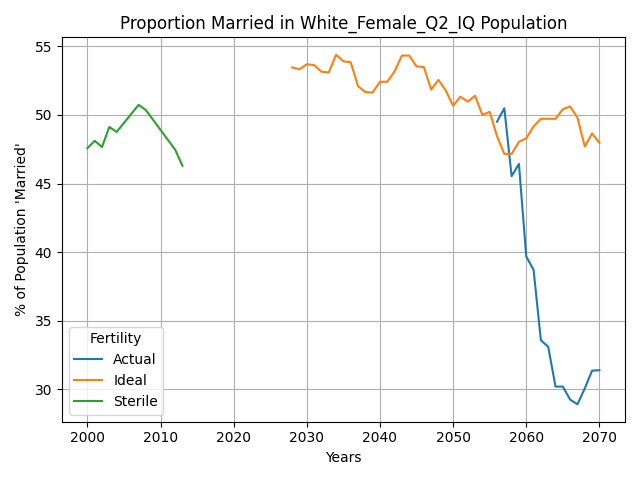 Proportion Married in White_Female_Q2_IQ Population
% of Population 'Married'
55
50
45
40
35
30
Fertility
Actual
Ideal
Sterile
2000 2010 2020 2030 2040 2050 2060 2070
Years